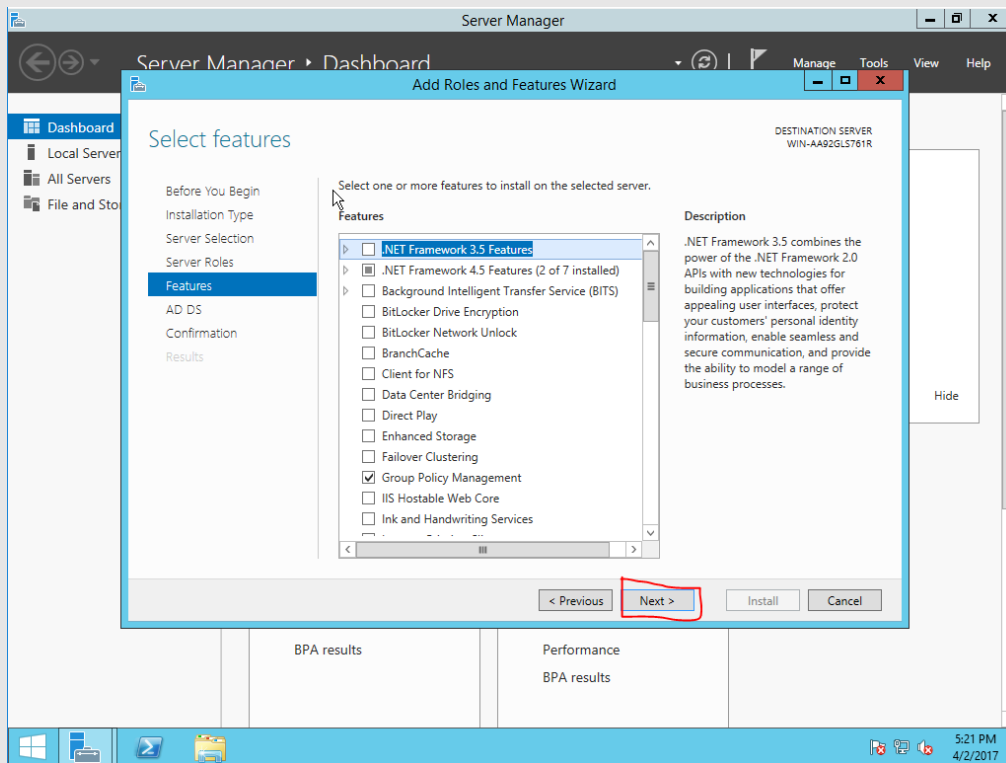 Server Manager
Server Manager ‣ Dashboard
Manage
Tools
View
Help
Add Roles and Features Wizard
Dashboard
Local Server
All Servers
File and Sto
Select features
DESTINATION SERVER
WIN-AA92GLS761R
Before You Begin
Installation Type
Server Selection
Server Roles
Features
AD DS
Confirmation
Results
Select one or more features to install on the selected server.
Features
.NET Framework 3.5 Features
.NET Framework 4.5 Features (2 of 7 installed)
Background Intelligent Transfer Service (BITS)
BitLocker Drive Encryption
BitLocker Network Unlock
BranchCache
Client for NFS
Data Center Bridging
Direct Play
Enhanced Storage
Failover Clustering
Group Policy Management
IIS Hostable Web Core
Ink and Handwriting Services
Description
.NET Framework 3.5 combines the
power of the .NET Framework 2.0
APIs with new technologies for
building applications that offer
appealing user interfaces, protect
your customers' personal identity
information, enable seamless and
secure communication, and provide
the ability to model a range of
business processes.
Hide
< Previous
Next >
Install
Cancel
BPA results
Performance
BPA results
5:21 PM
4/2/2017